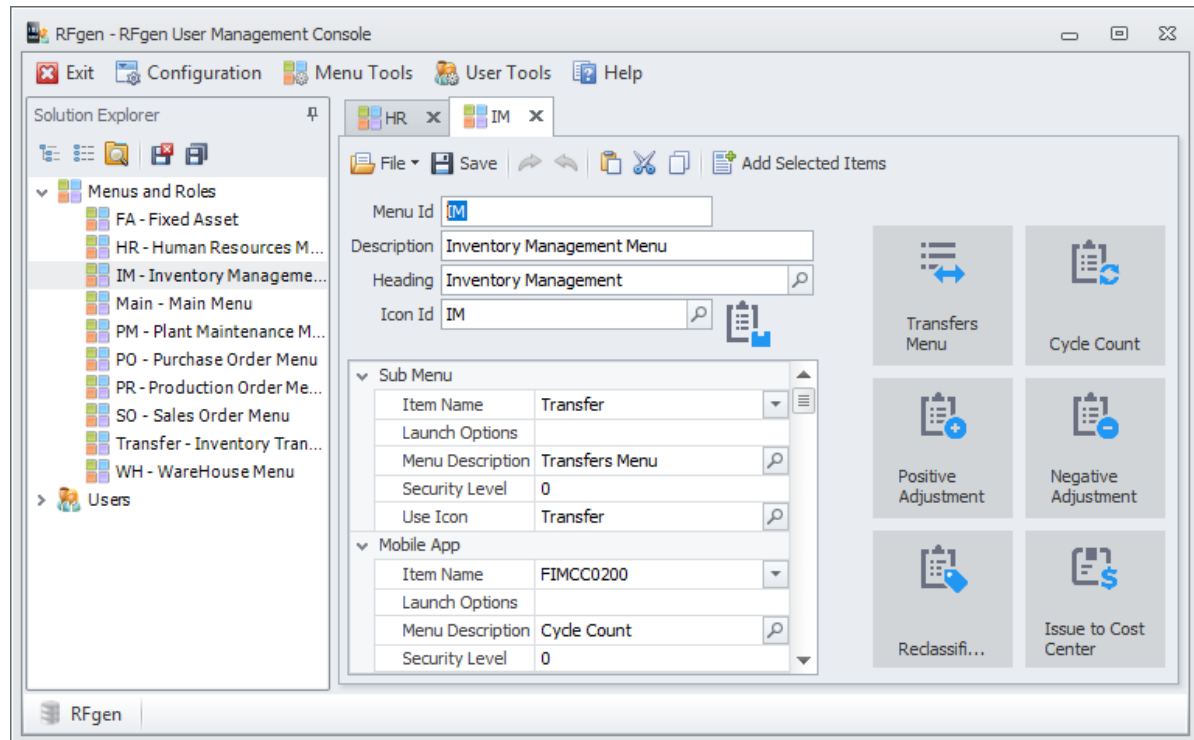 RFgen - RFgen User Management Console
Exit Configuration Menu Tools User Tools Help
Solution Explorer
Menus and Roles
FA - Fixed Asset
HR - Human Resources M...
IM - Inventory Manageme...
Main - Main Menu
PM - Plant Maintenance M...
PO - Purchase Order Menu
PR - Production Order Me...
SO - Sales Order Menu
Transfer - Inventory Tran...
WH - WareHouse Menu
Users
HR IM
File Save Add Selected Items
Menu Id IM
Description Inventory Management Menu
Heading Inventory Management
Icon Id IM
Sub Menu
Item Name Transfer
Launch Options
Menu Description Transfers Menu
Security Level 0
Use Icon Transfer
Mobile App
Item Name FIMCC0200
Launch Options
Menu Description Cycle Count
Security Level 0
Transfers
Menu
Cycle Count
Positive
Adjustment
Negative
Adjustment
Reclassifi...
Issue to Cost
Center
RFgen